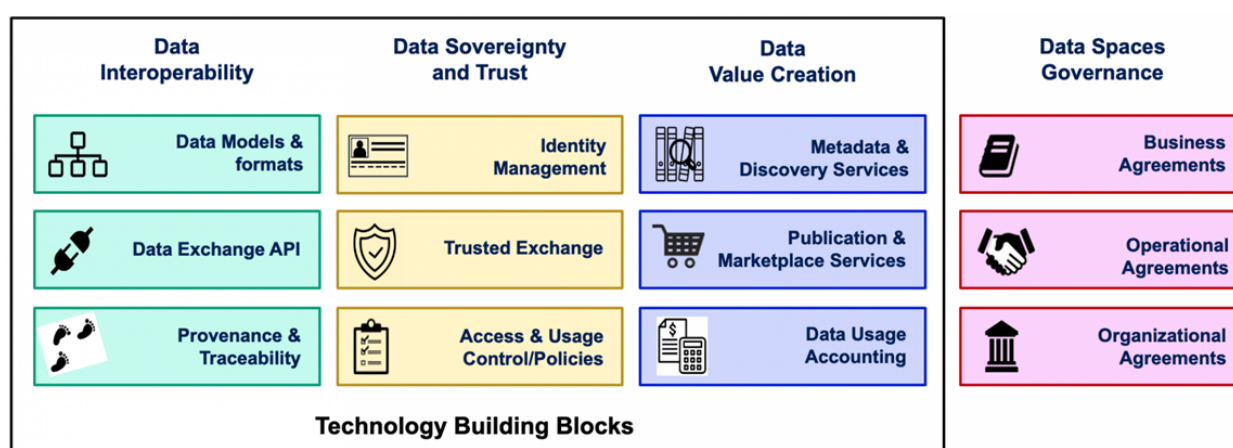 Data
Interoperability
Data Sovereignty
and Trust
Data
Value Creation
Data Spaces
Governance
Data Models &
formats
Identity
Management
Metadata &
Discovery Services
Business
Agreements
Data Exchange API
Trusted Exchange
Publication &
Marketplace Services
Operational
Agreements
Provenance &
Traceability
Access & Usage
Control/Policies
Data Usage
Accounting
Organizational
Agreements
Technology Building Blocks